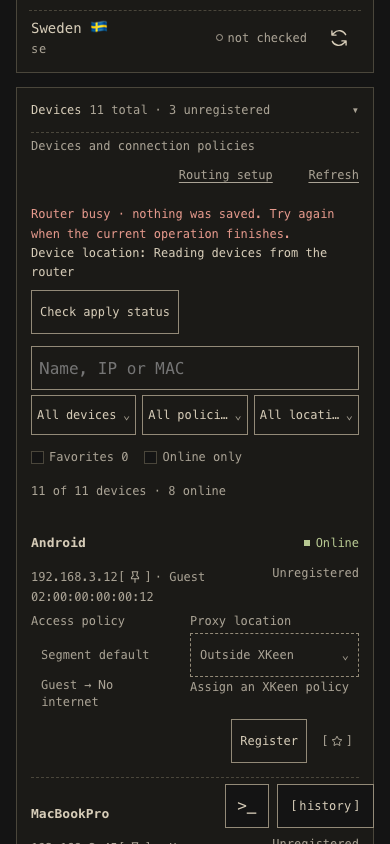 Sweden 🇸🇪
se
not checked
Devices 11 total · 3 unregistered
Devices and connection policies
Routing setup Refresh
Router busy · nothing was saved. Try again
when the current operation finishes.
Device location: Reading devices from the
router
Check apply status
Name, IP or MAC
All devices All polici… All locati…
Favorites 0 Online only
11 of 11 devices · 8 online
Android Online
192.168.3.12[ ]· Guest Unregistered
02:00:00:00:00:12
Access policy Proxy location
Segment default Outside XKeen
Guest → No
internet
Assign an XKeen policy
Register [☆]
MacBookPro >_ [history]